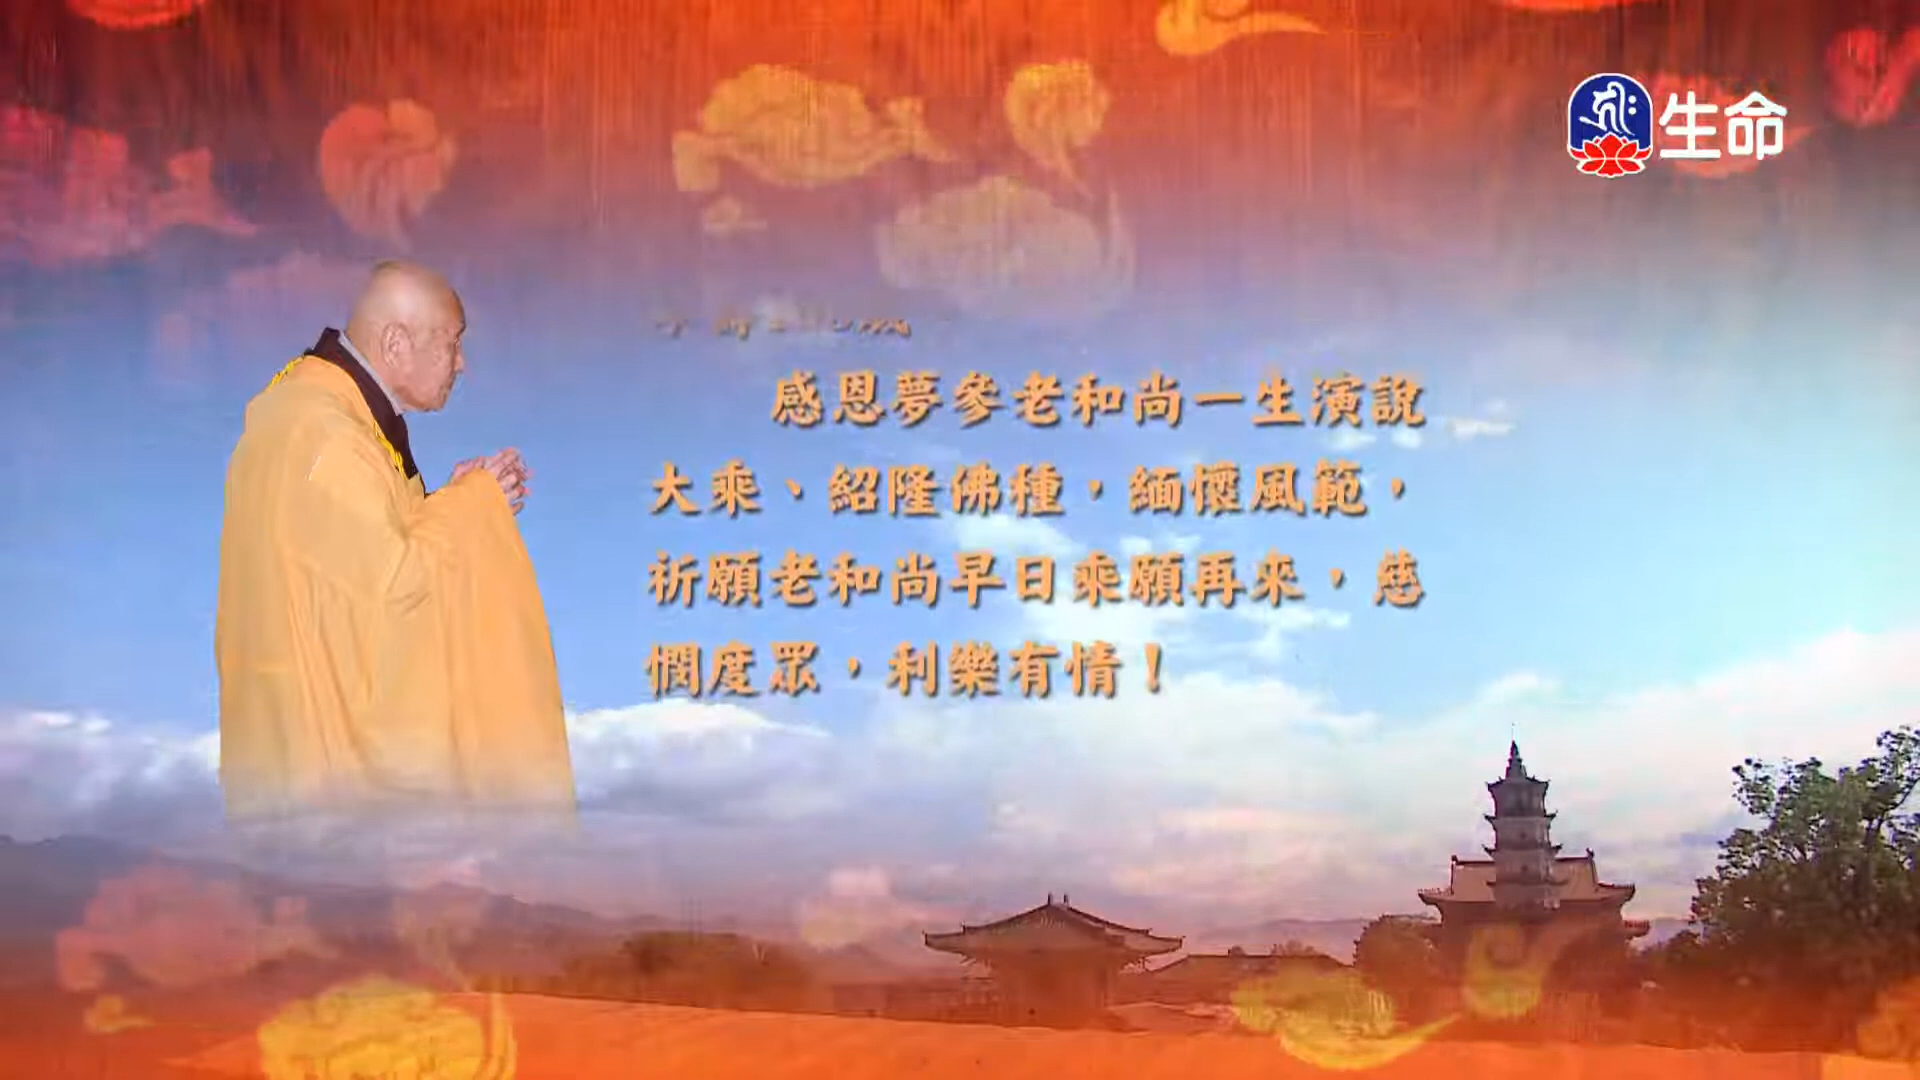 生命
感恩夢參老和尚一生演說
大乘、紹隆佛種，緬懷風範，
祈願老和尚早日乘願再來，慈
憫度眾，利樂有情！